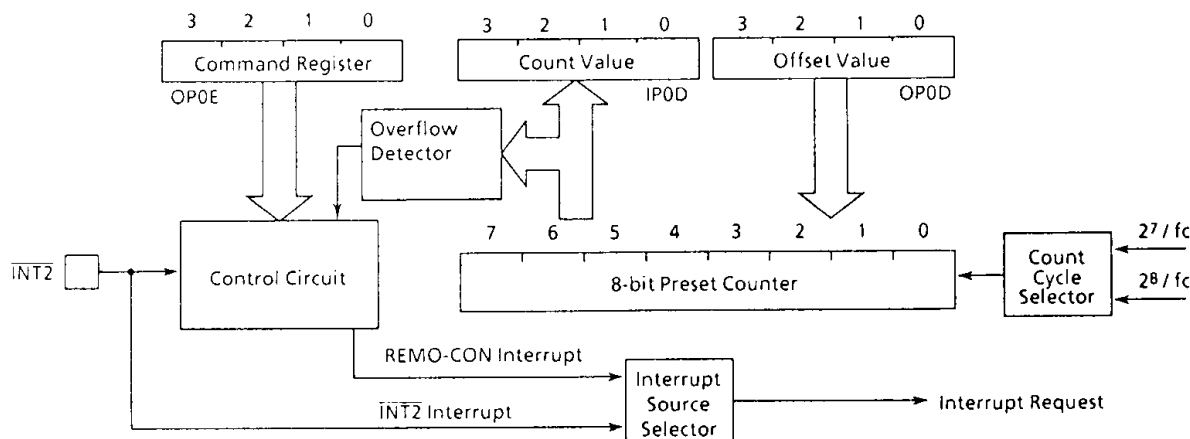 3 2 1 0
3 2 1 0
3 2 1 0
Command Register
Count Value
Offset Value
OP0E
IP0D
OP0D
Overflow
Detector
7 6 5 4 3 2 1 0
INT2
Control Circuit
8-bit Preset Counter
Count
Cycle
Selector
2⁷/fc
2⁸/fc
REMO-CON Interrupt
INT2 Interrupt
Interrupt
Source
Selector
Interrupt Request